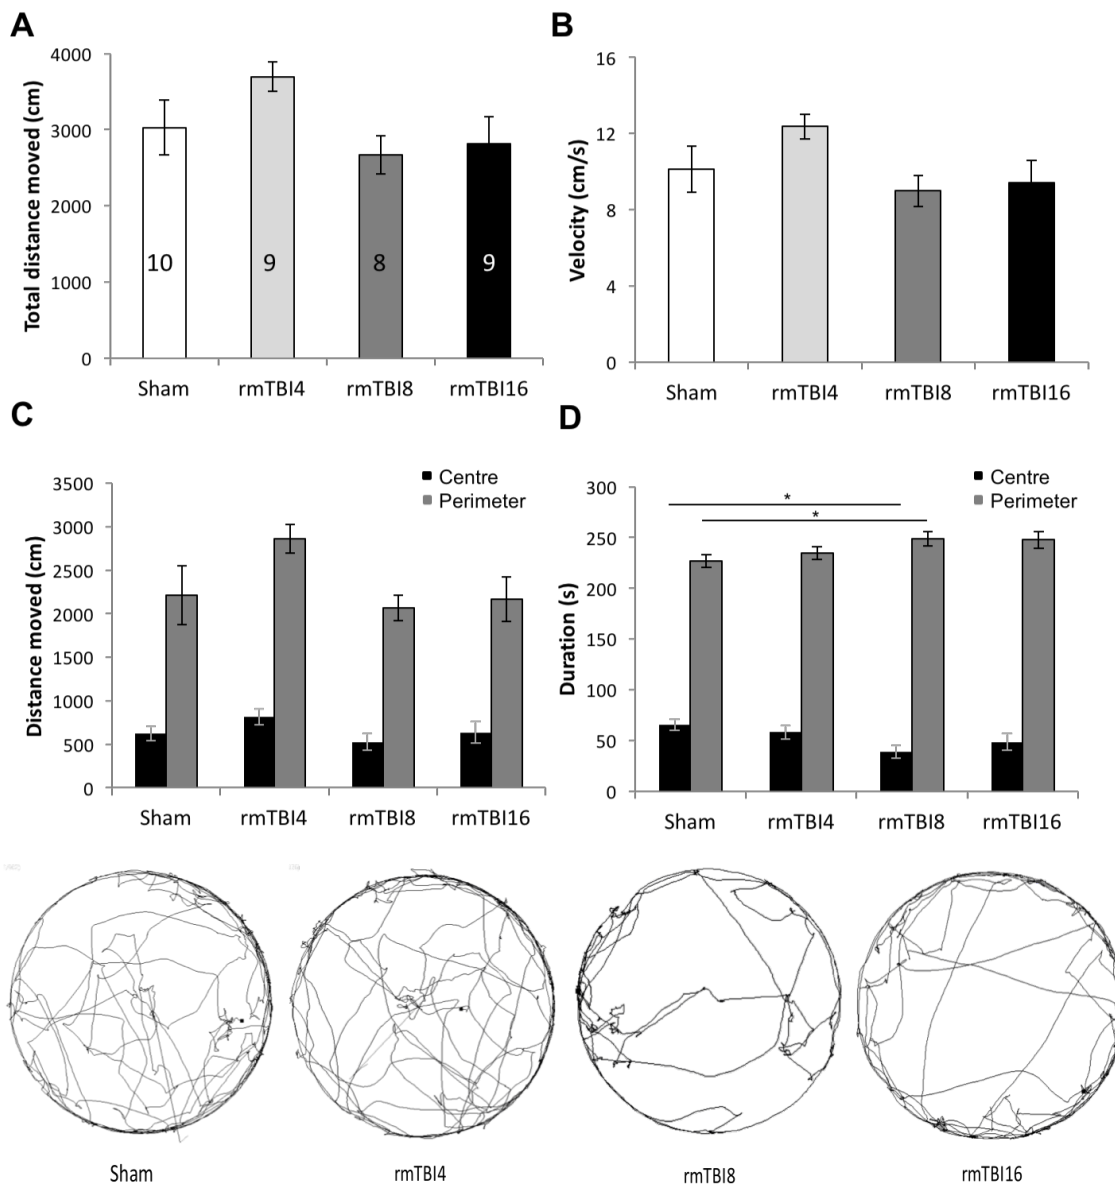 A
Total distance moved (cm)
4000
3000
2000
1000
0
10
9
8
9
Sham rmTBI4 rmTBI8 rmTBI16
B
Velocity (cm/s)
16
12
8
4
0
Sham rmTBI4 rmTBI8 rmTBI16
C
Distance moved (cm)
Centre
Perimeter
3500
3000
2500
2000
1500
1000
500
0
Sham rmTBI4 rmTBI8 rmTBI16
D
Duration (s)
Centre
Perimeter
300
250
200
150
100
50
0
*
*
Sham rmTBI4 rmTBI8 rmTBI16
Sham rmTBI4 rmTBI8 rmTBI16